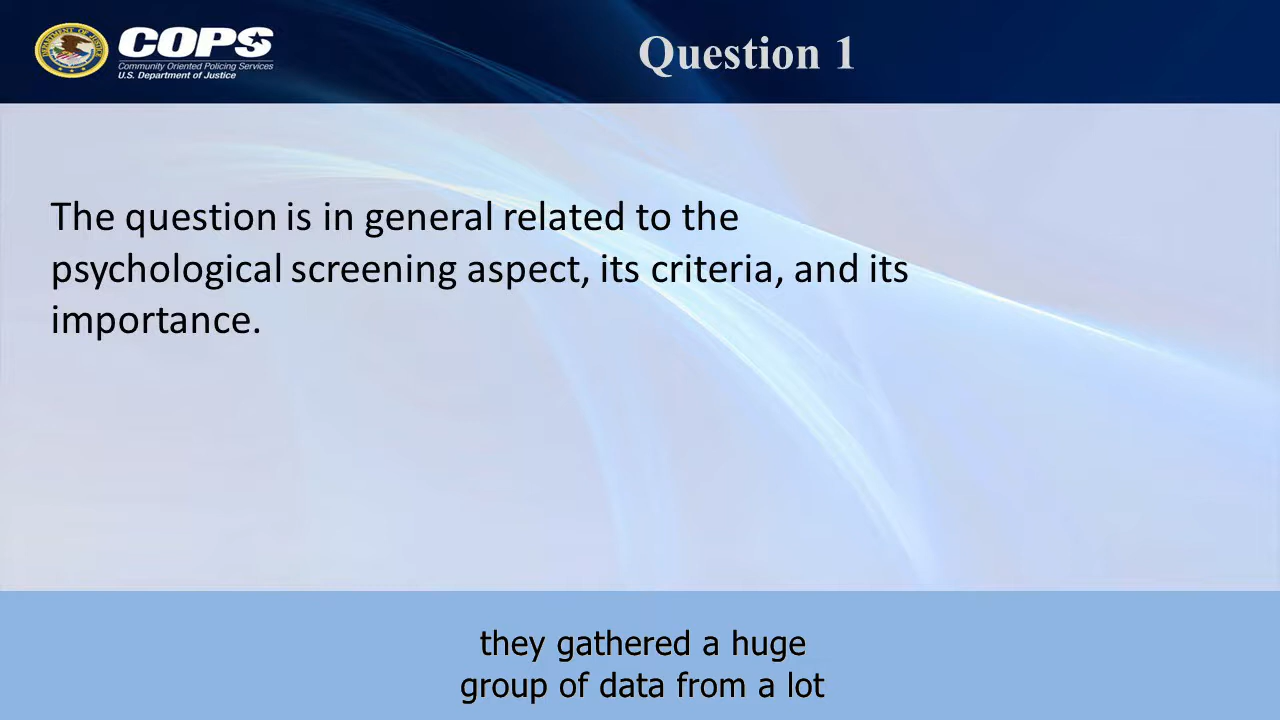 COPS
Community Oriented Policing Services
U.S. Department of Justice
Question 1
The question is in general related to the
psychological screening aspect, its criteria, and its
importance.
they gathered a huge
group of data from a lot